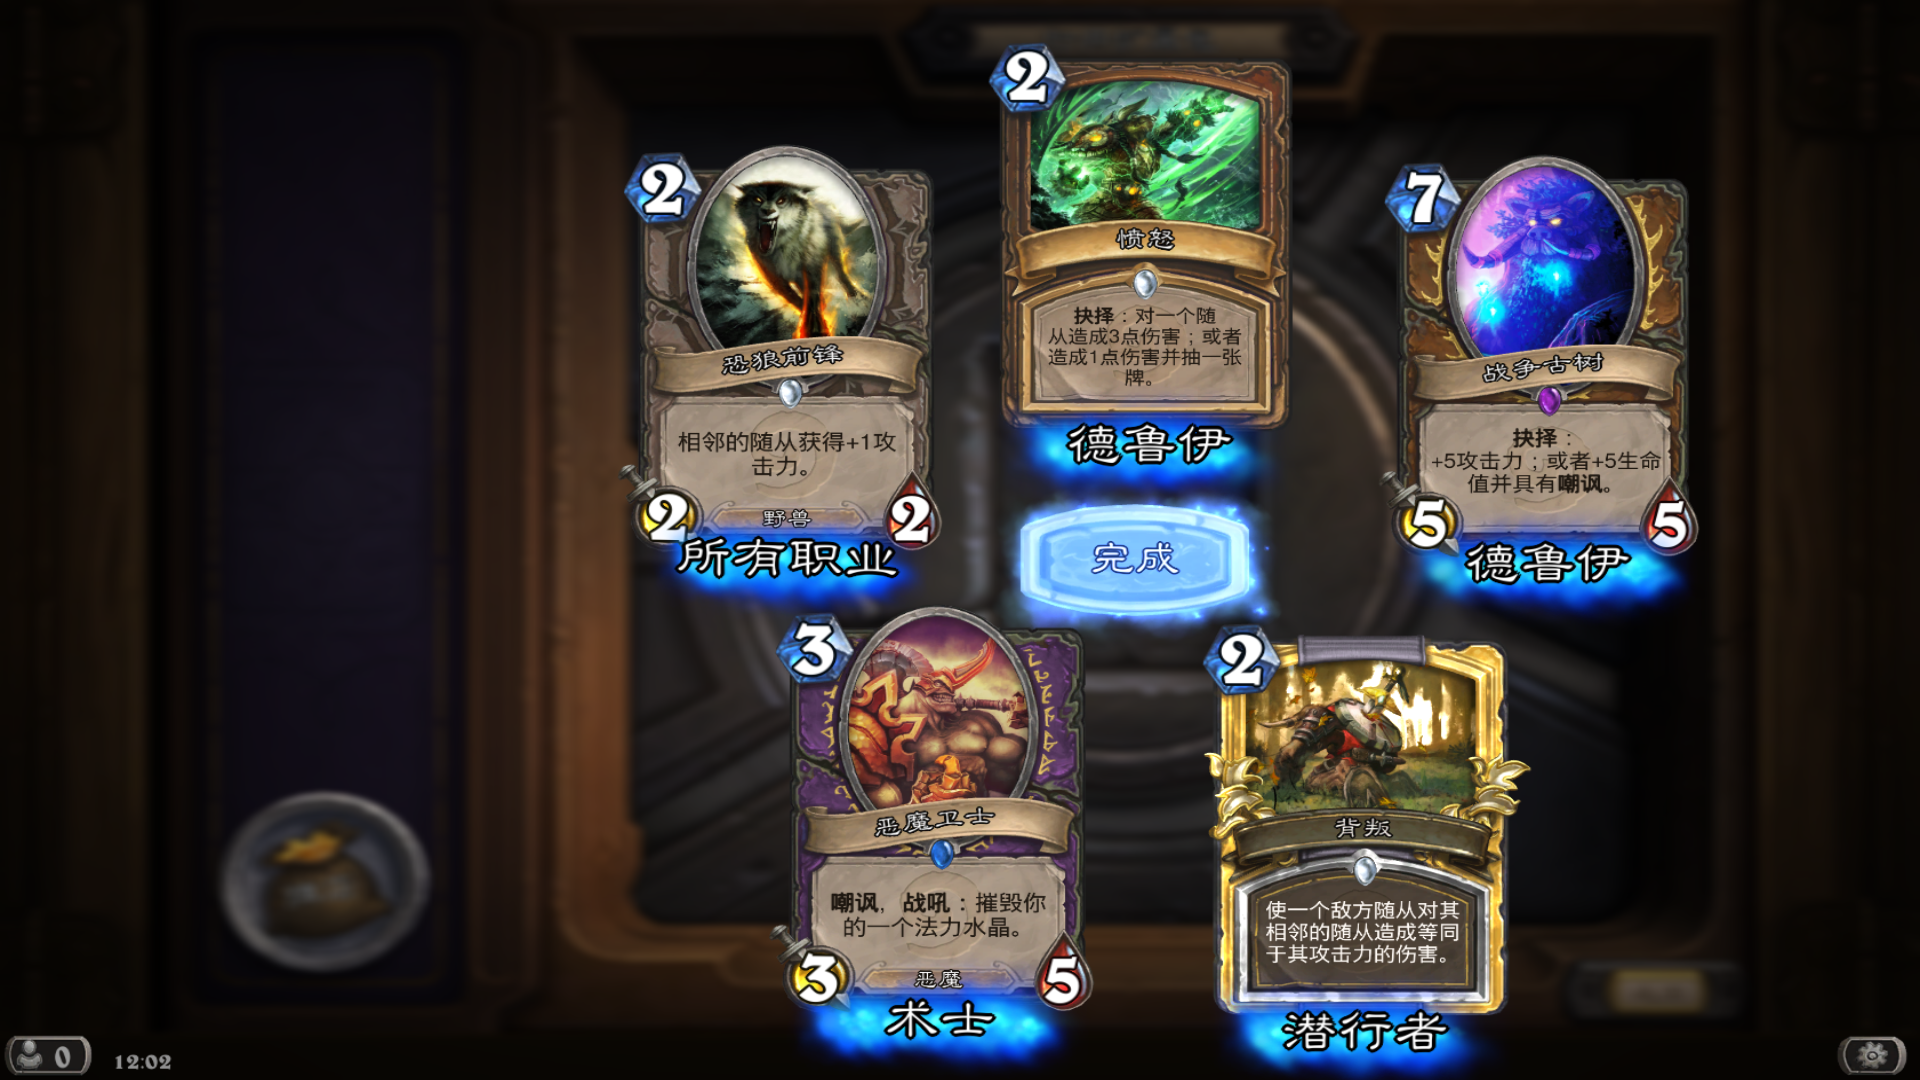 2
愤怒
抉择：对一个随
从造成3点伤害；或者
造成1点伤害并抽一张
牌。
德鲁伊
2
恐狼前锋
相邻的随从获得+1攻
击力。
2
野兽
2
所有职业
7
战争古树
抉择：
+5攻击力；或者+5生命
值并具有嘲讽。
5
5
德鲁伊
完成
3
恶魔卫士
嘲讽，战吼：摧毁你
的一个法力水晶。
3
恶魔
5
术士
2
背叛
使一个敌方随从对其
相邻的随从造成等同
于其攻击力的伤害。
潜行者
0
12:02